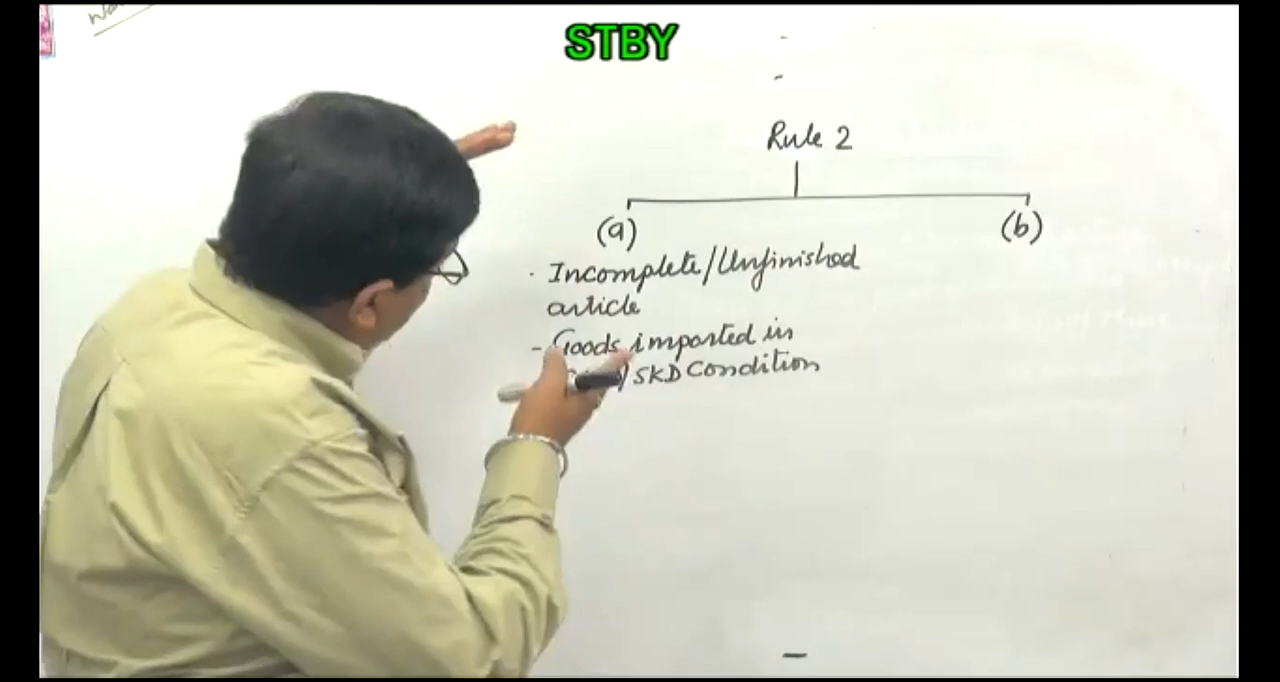 STBY
Rule 2
(a) (b)
. Incomplete/Unfinished
article
- Goods imported in
/SKD Condition